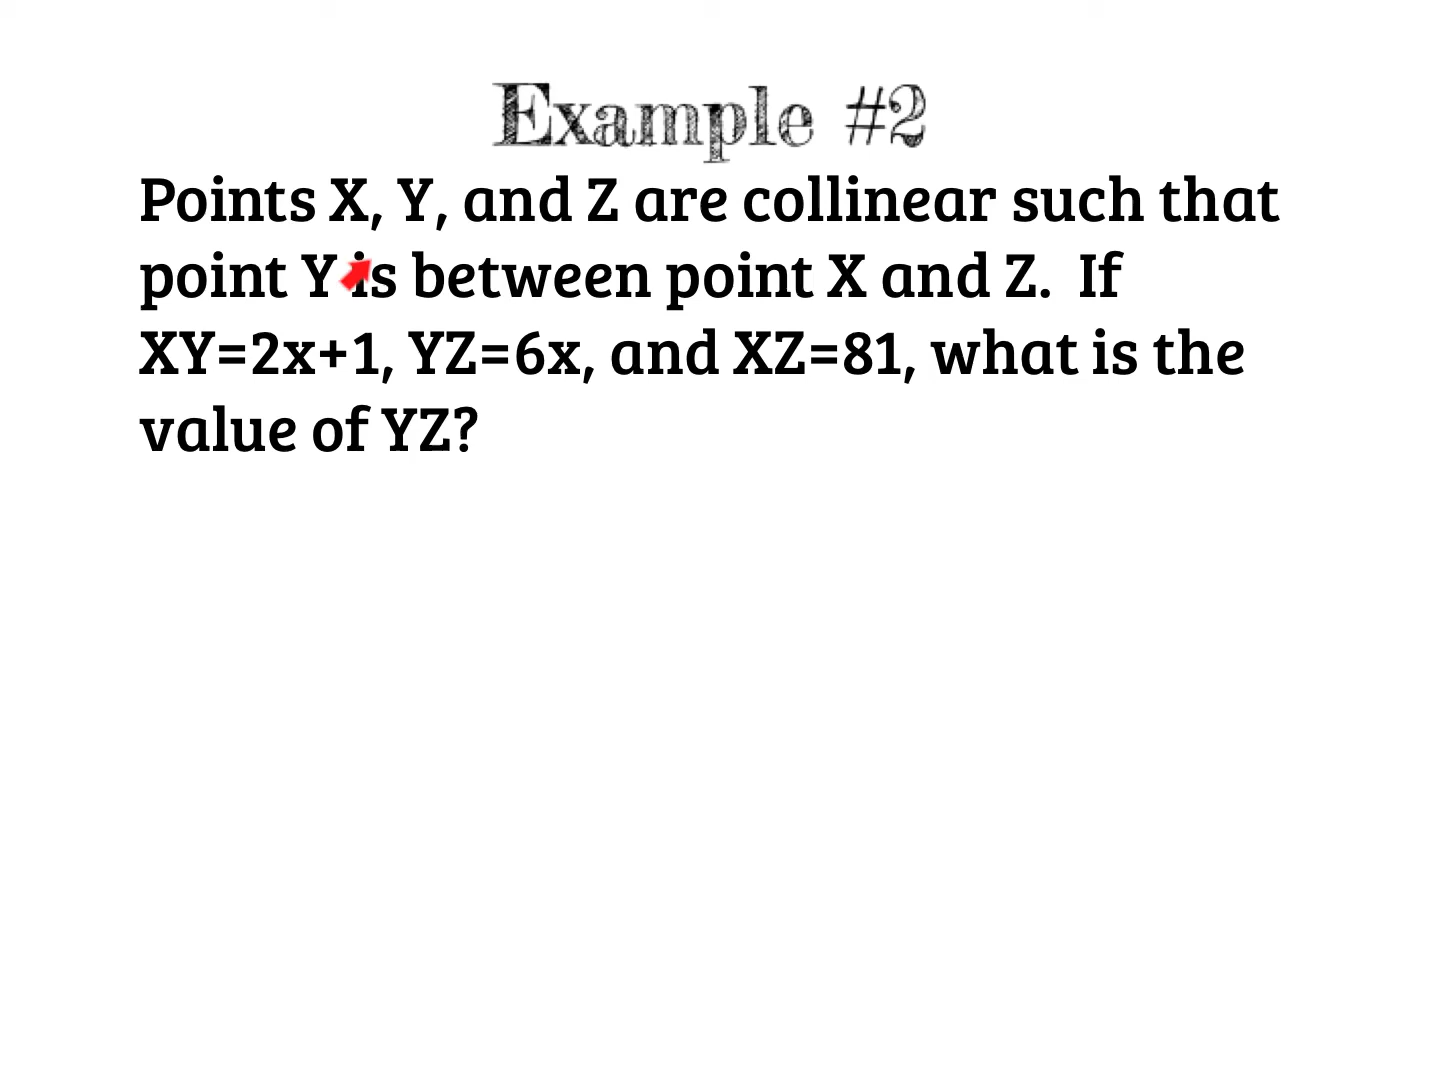 Example #2
Points X, Y, and Z are collinear such that
point Y is between point X and Z.  If
XY=2x+1, YZ=6x, and XZ=81, what is the
value of YZ?